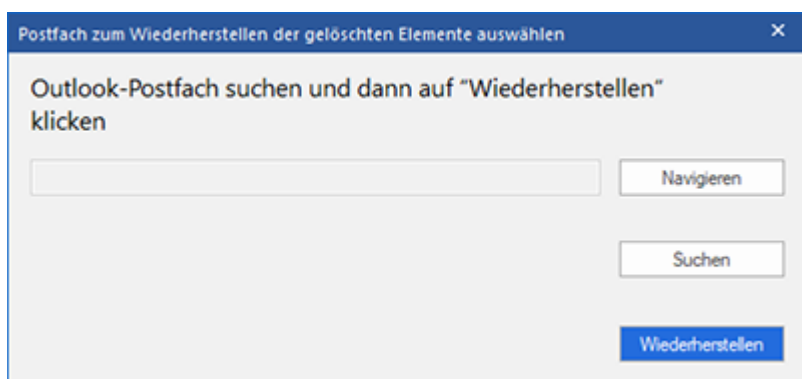 Postfach zum Wiederherstellen der gelöschten Elemente auswählen
Outlook-Postfach suchen und dann auf “Wiederherstellen”
klicken
Navigieren
Suchen
Wiederherstellen